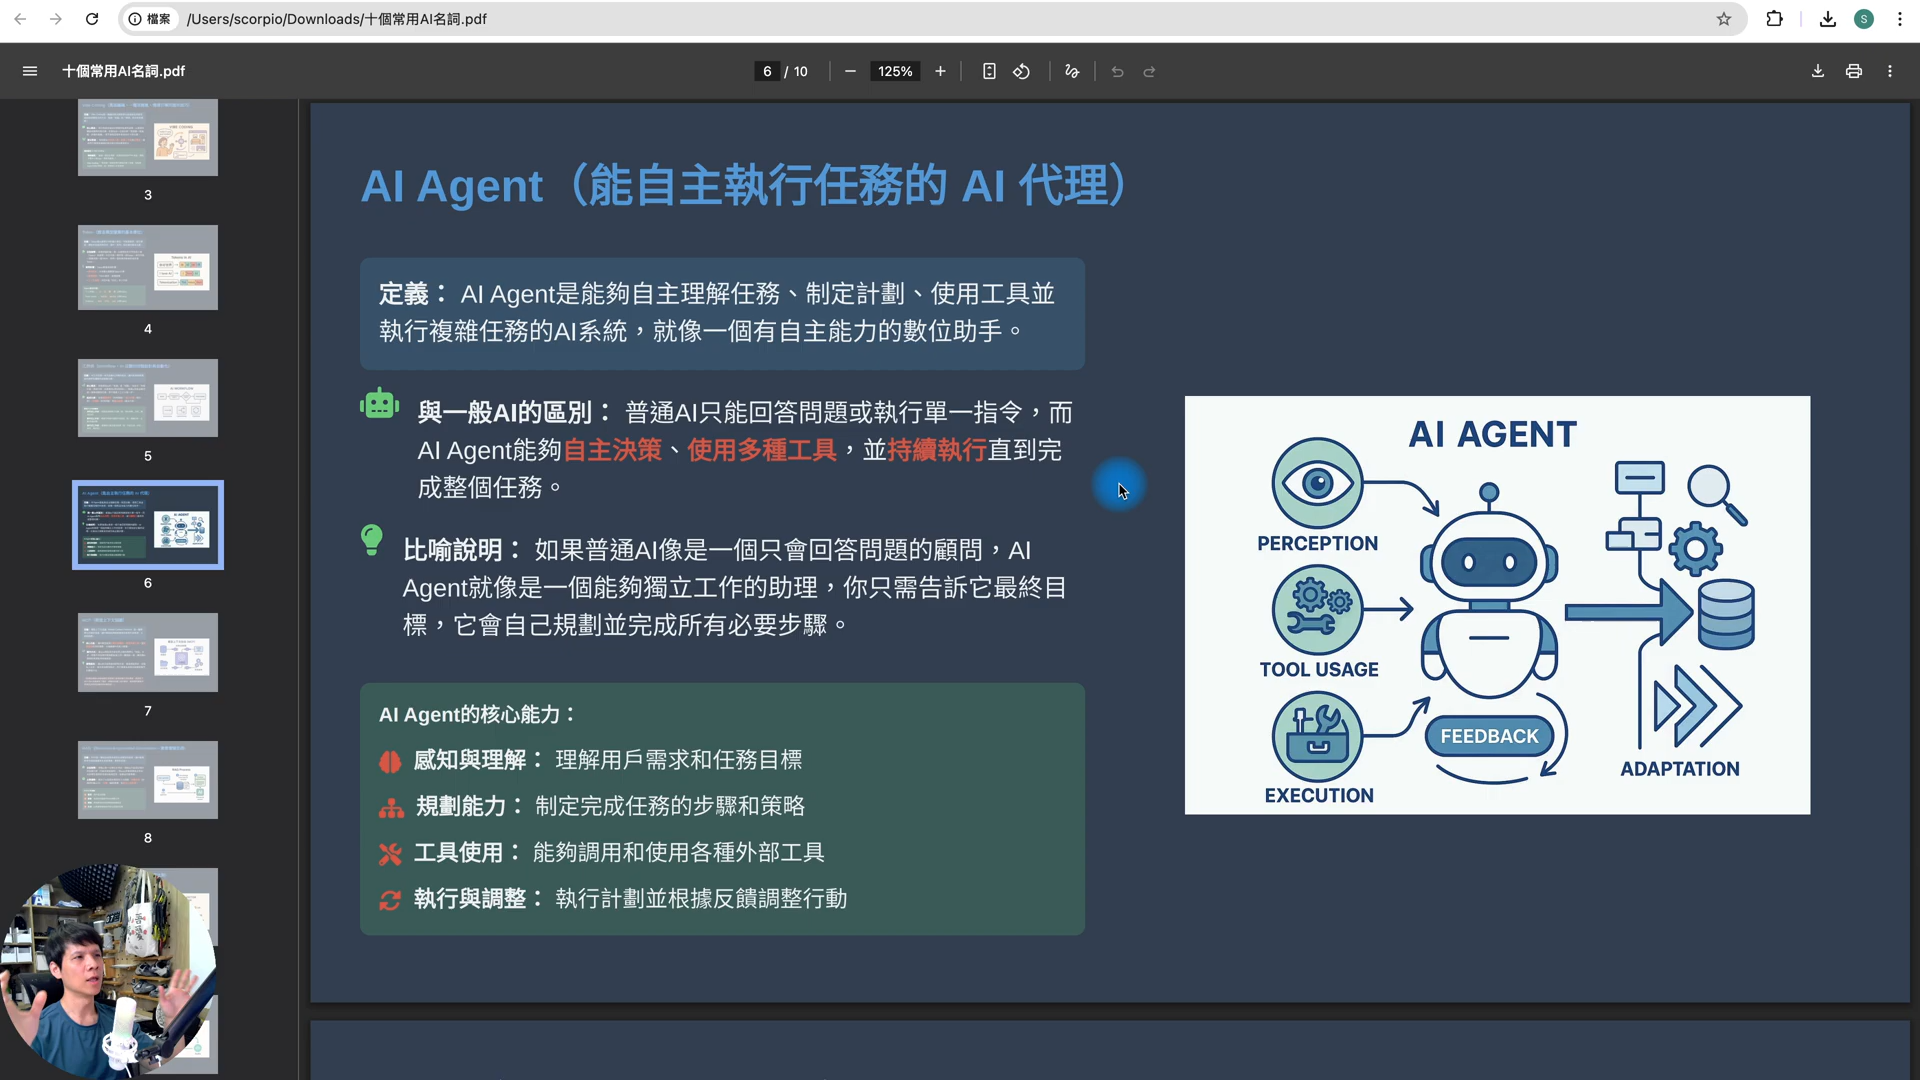 檔案
/Users/scorpio/Downloads/十個常用AI名詞.pdf
S
十個常用AI名詞.pdf
6 / 10
125%
3
4
5
6
7
8
AI Agent（能自主執行任務的 AI 代理）
定義： AI Agent是能夠自主理解任務、制定計劃、使用工具並
執行複雜任務的AI系統，就像一個有自主能力的數位助手。
與一般AI的區別： 普通AI只能回答問題或執行單一指令，而
AI Agent能夠自主決策、使用多種工具，並持續執行直到完
成整個任務。
比喻說明： 如果普通AI像是一個只會回答問題的顧問，AI
Agent就像是一個能夠獨立工作的助理，你只需告訴它最終目
標，它會自己規劃並完成所有必要步驟。
AI Agent的核心能力：
感知與理解： 理解用戶需求和任務目標
規劃能力： 制定完成任務的步驟和策略
工具使用： 能夠調用和使用各種外部工具
執行與調整： 執行計劃並根據反饋調整行動
AI AGENT
PERCEPTION
TOOL USAGE
EXECUTION
FEEDBACK
ADAPTATION